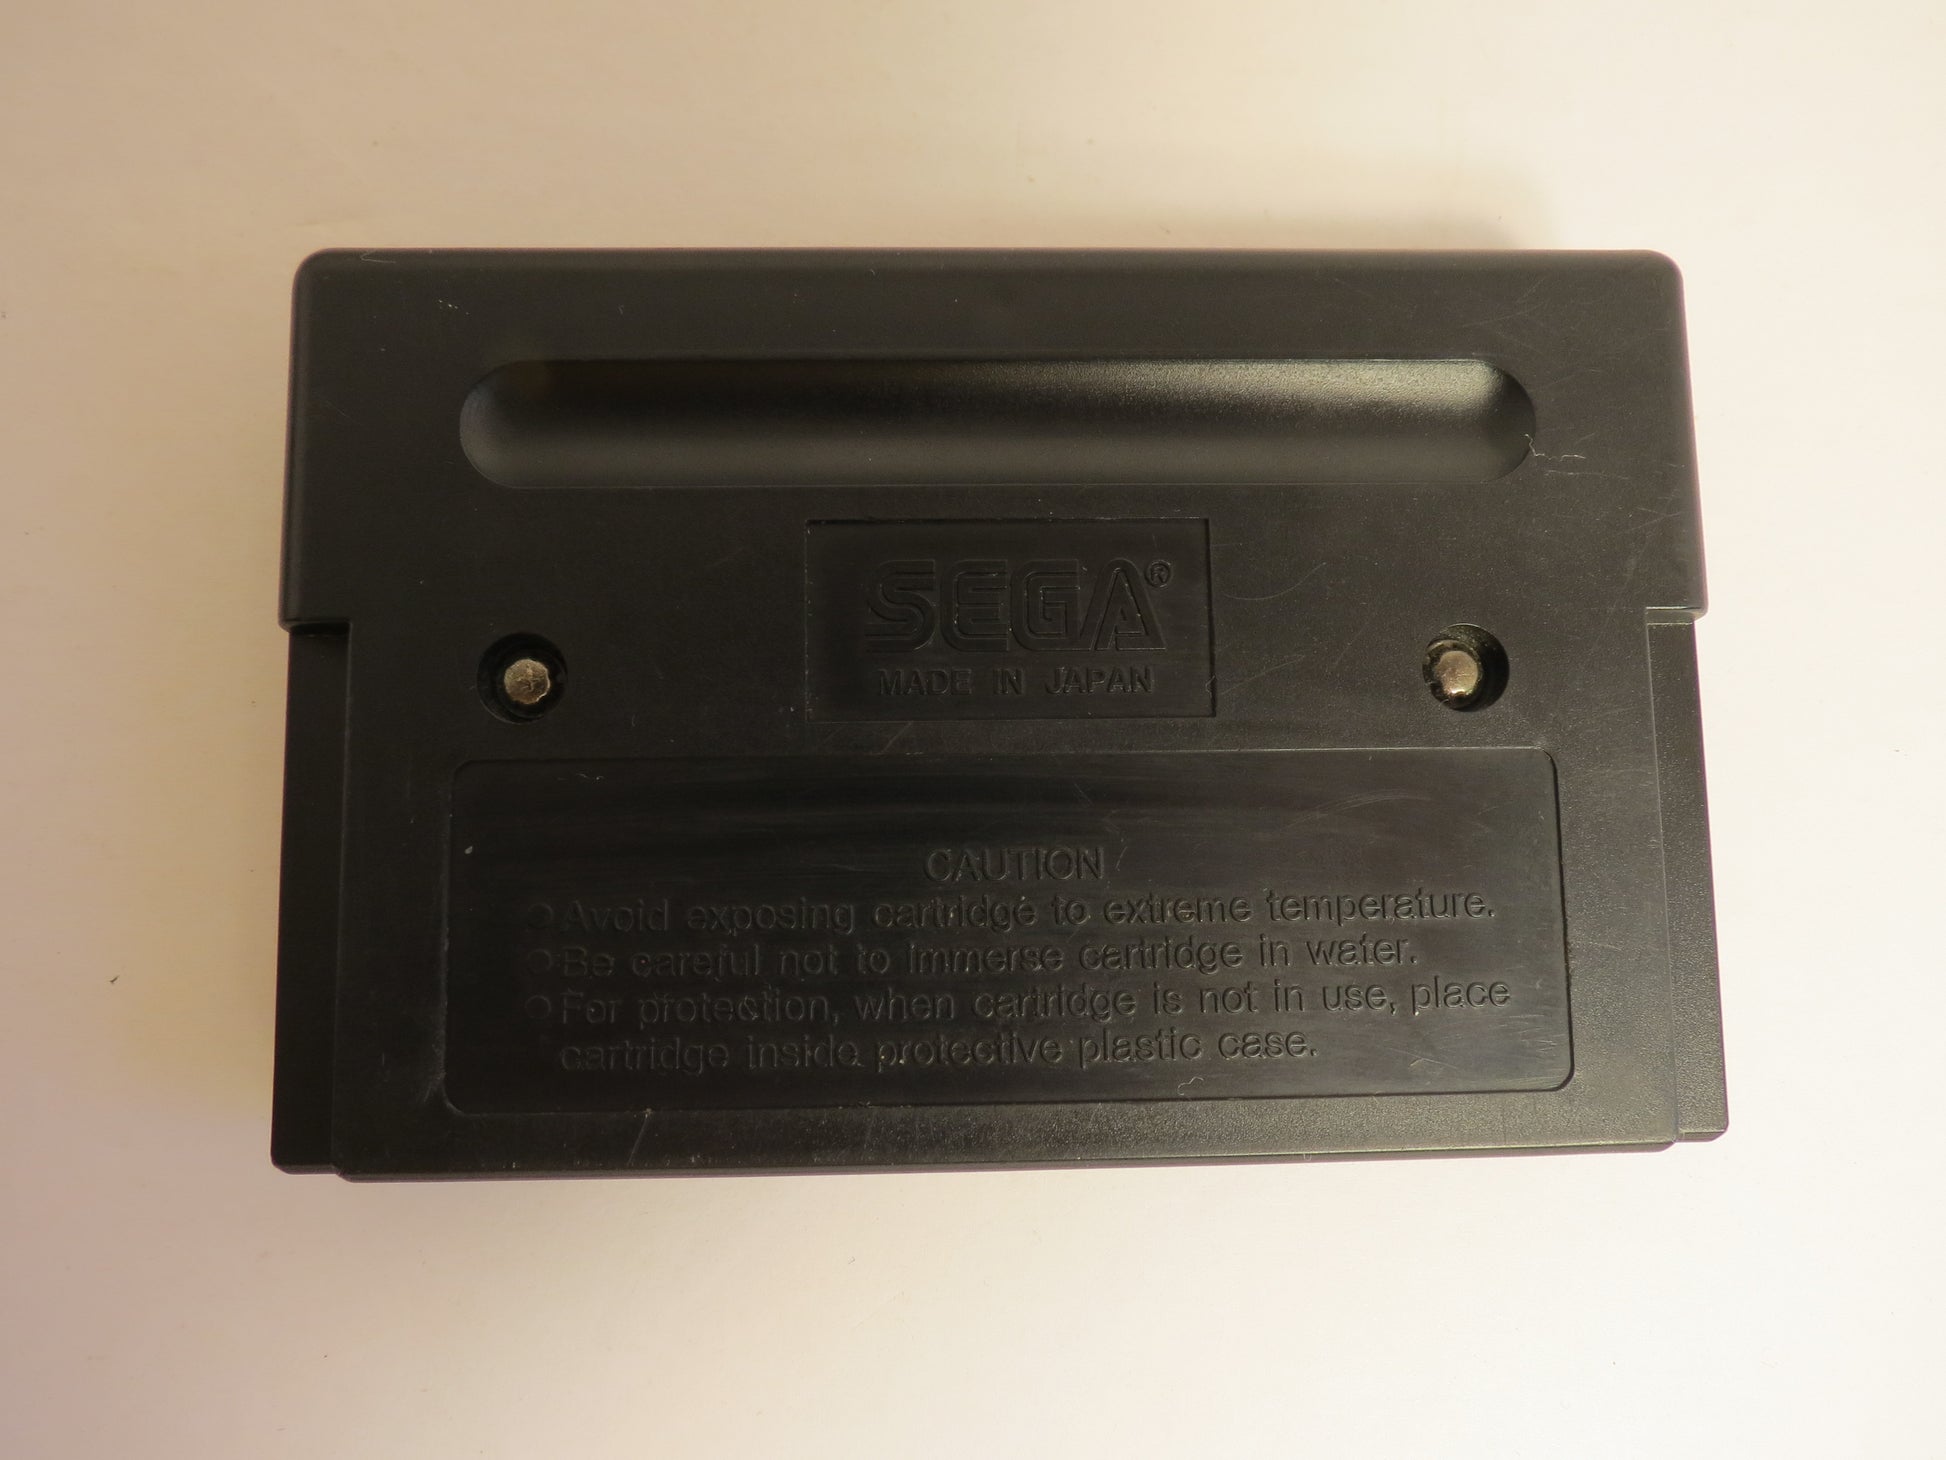 SEGA®
MADE IN JAPAN
CAUTION
○Avoid exposing cartridge to extreme temperature.
○Be careful not to immerse cartridge in water.
○For protection, when cartridge is not in use, place
cartridge inside protective plastic case.